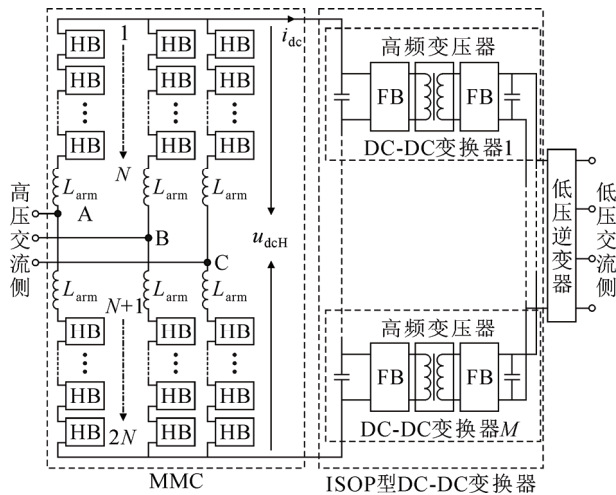 HB
HB
HB
1
HB
HB
HB
HB
HB
HB
N
L_arm
L_arm
L_arm
高压交流侧
A
B
C
L_arm
L_arm
L_arm
N+1
HB
HB
HB
HB
HB
HB
2N
HB
HB
HB
MMC
i_dc
u_dcH
高频变压器
FB
FB
DC-DC变换器1
高频变压器
FB
FB
DC-DC变换器M
ISOP型DC-DC变换器
低压逆变器
低压交流侧